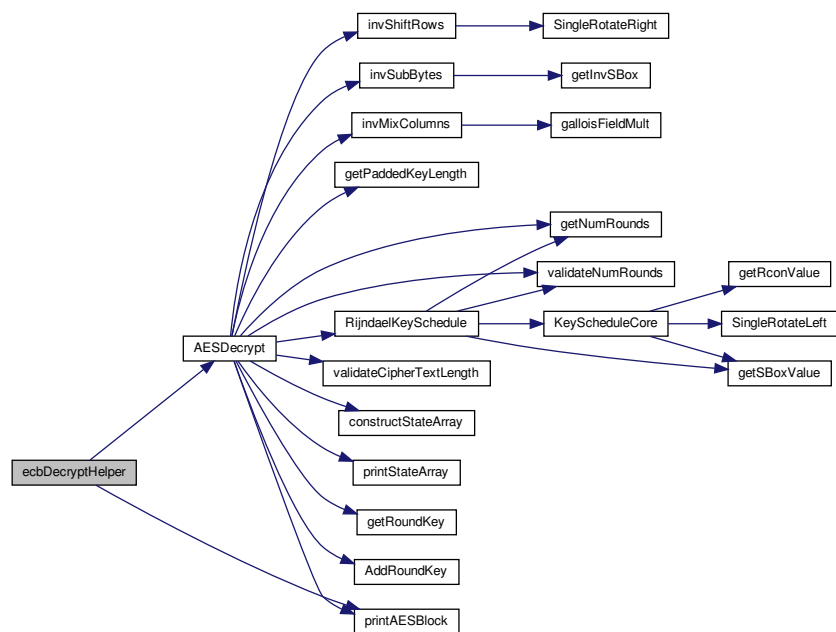 invShiftRows
SingleRotateRight
invSubBytes
getInvSBox
invMixColumns
galloisFieldMult
getPaddedKeyLength
getNumRounds
validateNumRounds
getRconValue
RijndaelKeySchedule
KeyScheduleCore
SingleRotateLeft
AESDecrypt
validateCipherTextLength
getSBoxValue
constructStateArray
ecbDecryptHelper
printStateArray
getRoundKey
AddRoundKey
printAESBlock